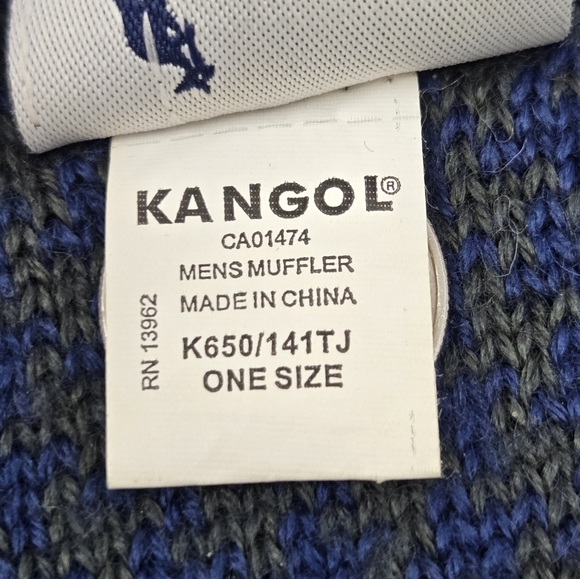 KANGOL®
CA01474
MENS MUFFLER
MADE IN CHINA
K650/141TJ
ONE SIZE
RN 13962